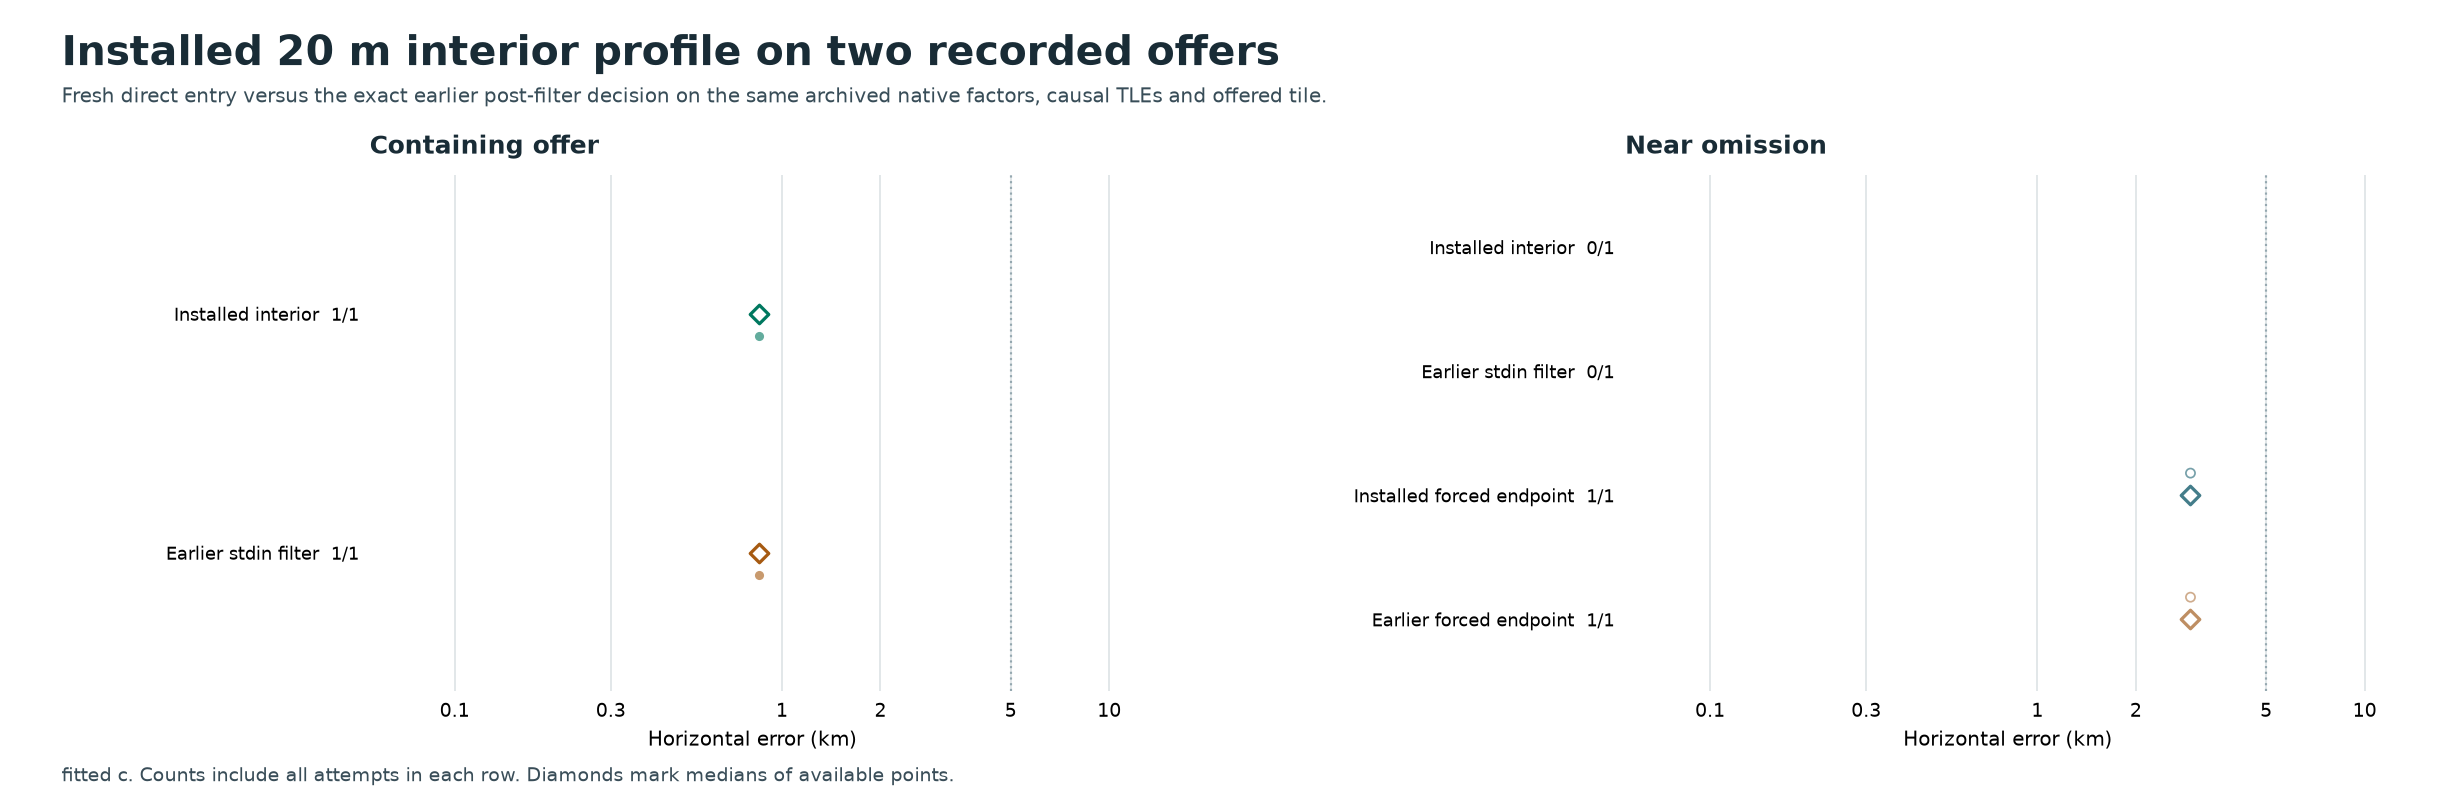 Installed 20 m interior profile on two recorded offers
Fresh direct entry versus the exact earlier post-filter decision on the same archived native factors, causal TLEs and offered tile.
Containing offer
Installed interior 1/1
Earlier stdin filter 1/1
0.1 0.3 1 2 5 10
Horizontal error (km)
Near omission
Installed interior 0/1
Earlier stdin filter 0/1
Installed forced endpoint 1/1
Earlier forced endpoint 1/1
0.1 0.3 1 2 5 10
Horizontal error (km)
fitted c. Counts include all attempts in each row. Diamonds mark medians of available points.